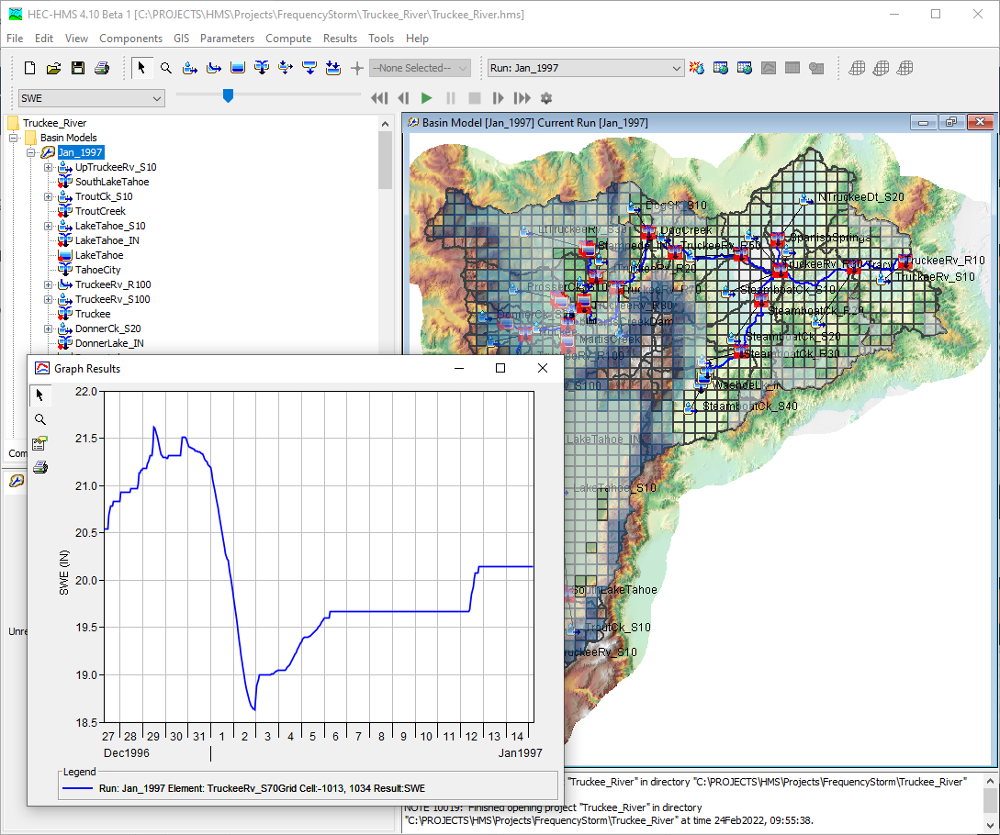 HEC-HMS 4.10 Beta 1 [C:\PROJECTS\HMS\Projects\FrequencyStorm\Truckee_River\Truckee_River.hms]
File Edit View Components GIS Parameters Compute Results Tools Help
--None Selected-- Run: Jan_1997
SWE
Truckee_River
Basin Models
Jan_1997
UpTruckeeRv_S10
SouthLakeTahoe
TroutCk_S10
TroutCreek
LakeTahoe_S10
LakeTahoe_IN
LakeTahoe
TahoeCity
TruckeeRv_R100
TruckeeRv_S100
Truckee
DonnerCk_S20
DonnerLake_IN
Com
Unre
Basin Model [Jan_1997] Current Run [Jan_1997]
NTruckeeDt_S20
DogCk_S10
DogCreek
SpanishSprings
TruckeeRv_R10
TruckeeRv_S10
Tracy
SteamboatCk_S10
ProsserCk_S10
MartisCreekDam
MartisCreek
TruckeeRv_R100
SteamboatCk_S20
SteamboatCk_R30
WashoeLk_IN
SteamboatCk_S40
LakeTahoe_IN
LakeTahoe_S10
SouthLakeTahoe
TroutCk_S10
Graph Results
22.0
21.5
21.0
20.5
20.0
19.5
19.0
18.5
SWE (IN)
27 28 29 30 31 1 2 3 4 5 6 7 8 9 10 11 12 13 14
Dec1996 Jan1997
Legend
Run: Jan_1997 Element: TruckeeRv_S70Grid Cell:-1013, 1034 Result:SWE
"Truckee_River" in directory "C:\PROJECTS\HMS\Projects\FrequencyStorm\Truckee_River"
NOTE 10019: Finished opening project "Truckee_River" in directory
"C:\PROJECTS\HMS\Projects\FrequencyStorm\Truckee_River" at time 24Feb2022, 09:55:38.